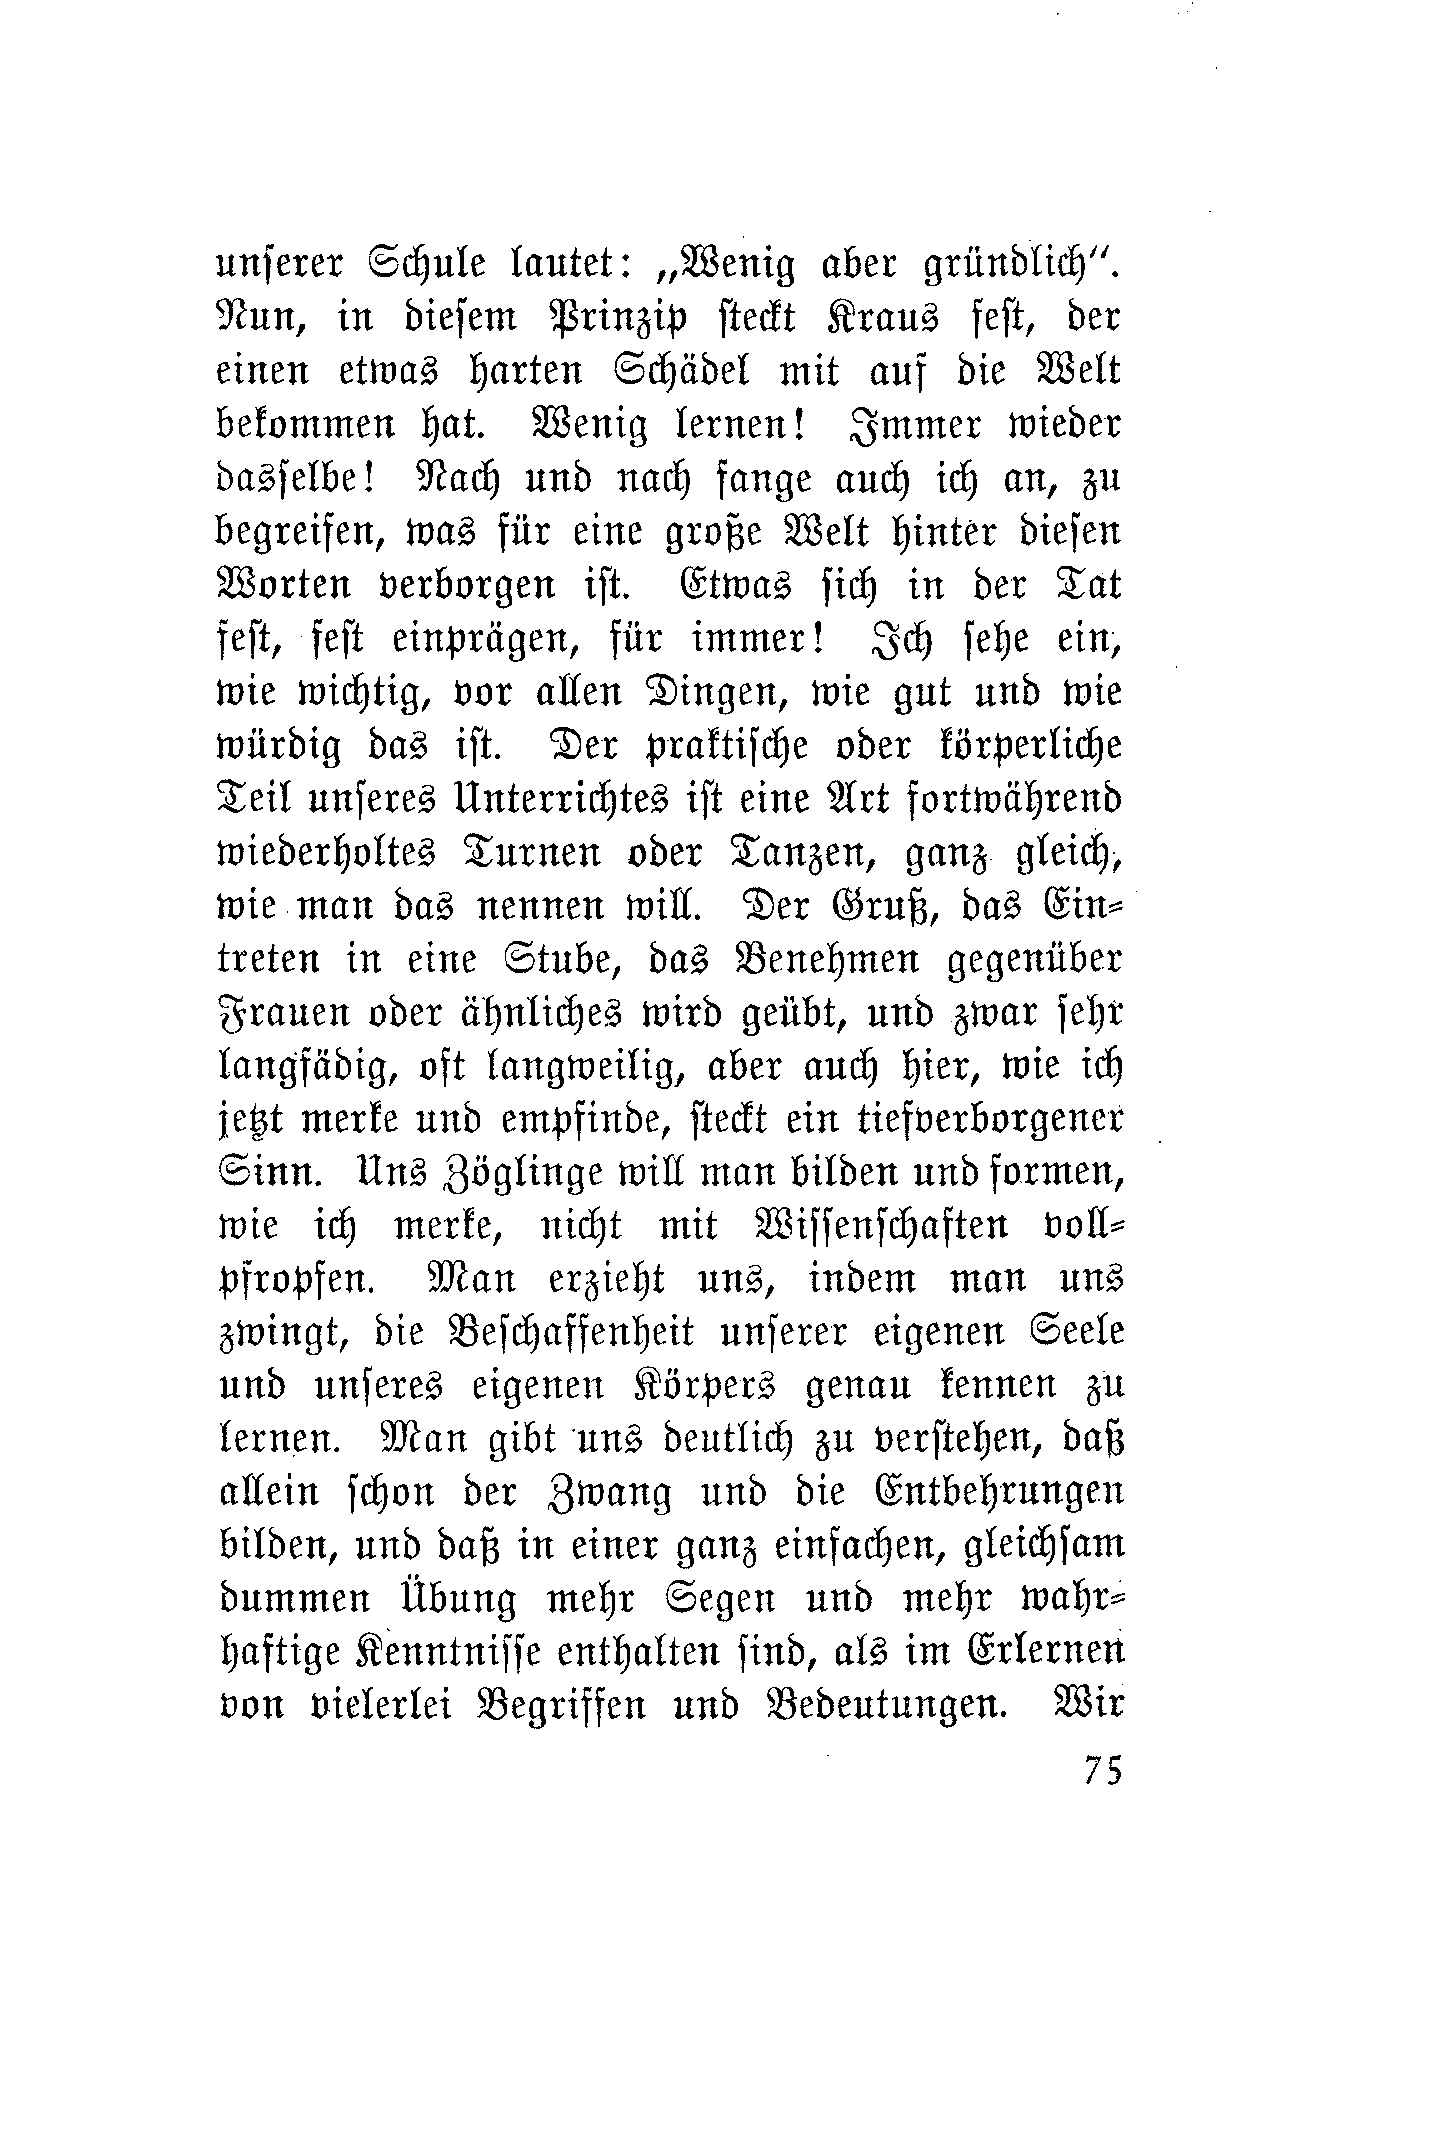 unserer Schule lautet: „Wenig aber gründlich“.
Nun, in diesem Prinzip steckt Kraus fest, der
einen etwas harten Schädel mit auf die Welt
bekommen hat. Wenig lernen! Immer wieder
dasselbe! Nach und nach fange auch ich an, zu
begreifen, was für eine große Welt hinter diesen
Worten verborgen ist. Etwas sich in der Tat
fest, fest einprägen, für immer! Ich sehe ein,
wie wichtig, vor allen Dingen, wie gut und wie
würdig das ist. Der praktische oder körperliche
Teil unseres Unterrichtes ist eine Art fortwährend
wiederholtes Turnen oder Tanzen, ganz gleich,
wie man das nennen will. Der Gruß, das Ein-
treten in eine Stube, das Benehmen gegenüber
Frauen oder ähnliches wird geübt, und zwar sehr
langfädig, oft langweilig, aber auch hier, wie ich
jetzt merke und empfinde, steckt ein tiefverborgener
Sinn. Uns Zöglinge will man bilden und formen,
wie ich merke, nicht mit Wissenschaften voll-
pfropfen. Man erzieht uns, indem man uns
zwingt, die Beschaffenheit unserer eigenen Seele
und unseres eigenen Körpers genau kennen zu
lernen. Man gibt uns deutlich zu verstehen, daß
allein schon der Zwang und die Entbehrungen
bilden, und daß in einer ganz einfachen, gleichsam
dummen Übung mehr Segen und mehr wahr-
haftige Kenntnisse enthalten sind, als im Erlernen
von vielerlei Begriffen und Bedeutungen. Wir
75